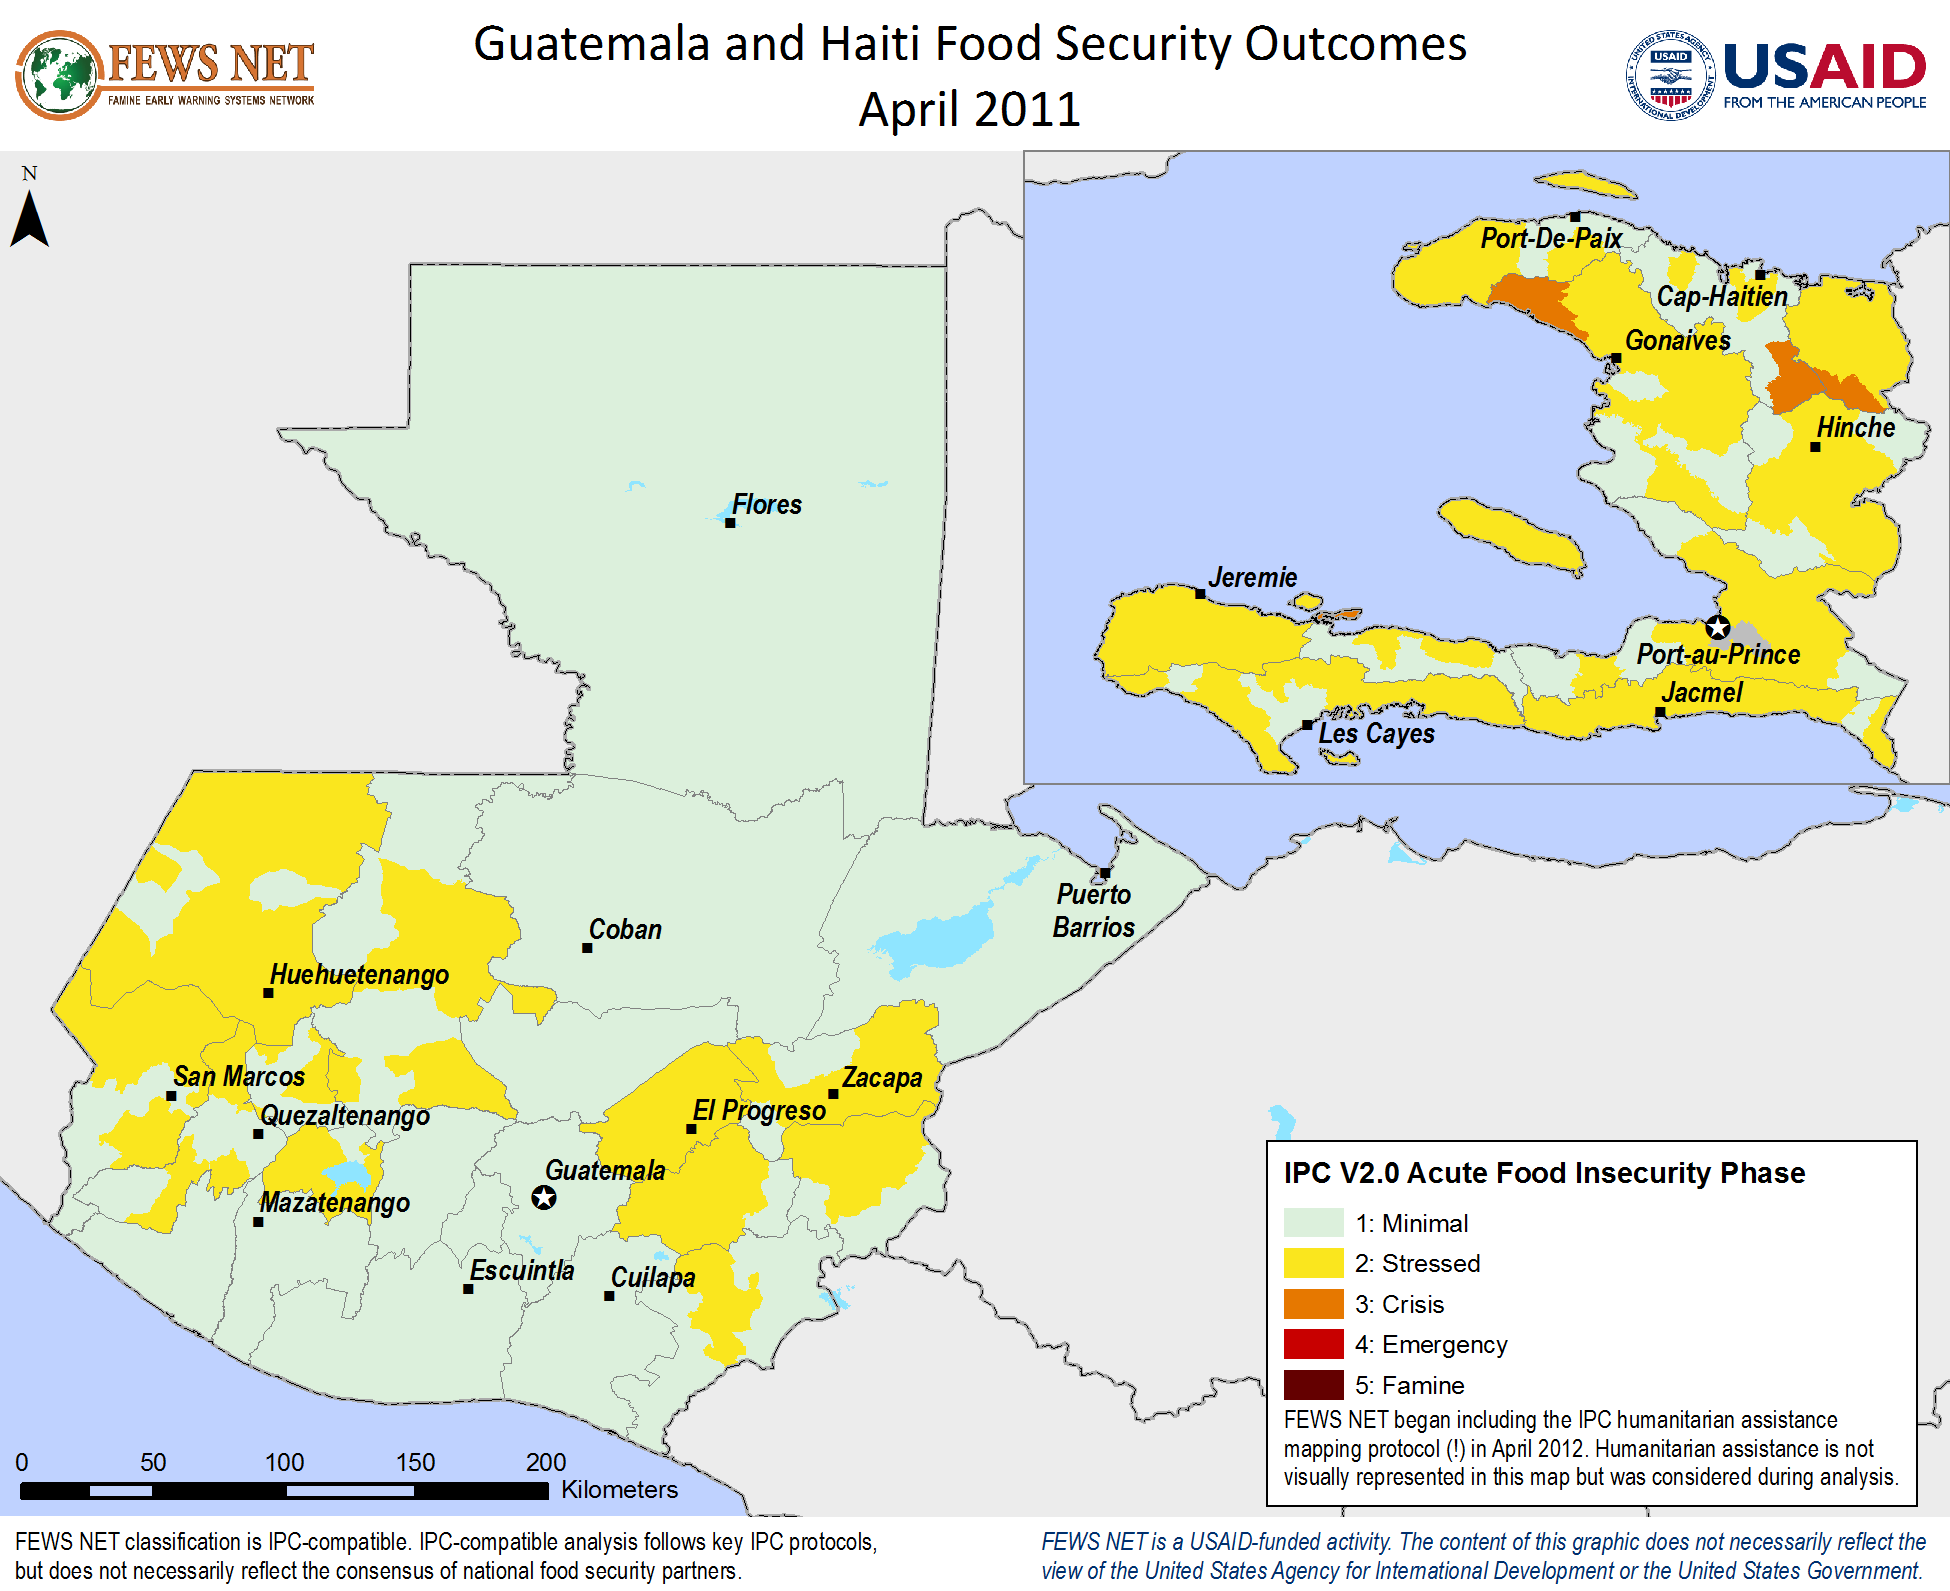 Guatemala and Haiti Food Security Outcomes
April 2011
FEWS NET
FAMINE EARLY WARNING SYSTEMS NETWORK
UNITED STATES AGENCY
USAID
INTERNATIONAL DEVELOPMENT
USAID
FROM THE AMERICAN PEOPLE
N
Port-De-Paix
Cap-Haitien
Gonaives
Hinche
Jeremie
Port-au-Prince
Jacmel
Les Cayes
Flores
Puerto
Barrios
Coban
Huehuetenango
San Marcos
Zacapa
El Progreso
Quezaltenango
Guatemala
Mazatenango
Escuintla
Cuilapa
IPC V2.0 Acute Food Insecurity Phase
1: Minimal
2: Stressed
3: Crisis
4: Emergency
5: Famine
FEWS NET began including the IPC humanitarian assistance
mapping protocol (!) in April 2012. Humanitarian assistance is not
visually represented in this map but was considered during analysis.
0 50 100 150 200
Kilometers
FEWS NET classification is IPC-compatible. IPC-compatible analysis follows key IPC protocols,
but does not necessarily reflect the consensus of national food security partners.
FEWS NET is a USAID-funded activity. The content of this graphic does not necessarily reflect the
view of the United States Agency for International Development or the United States Government.